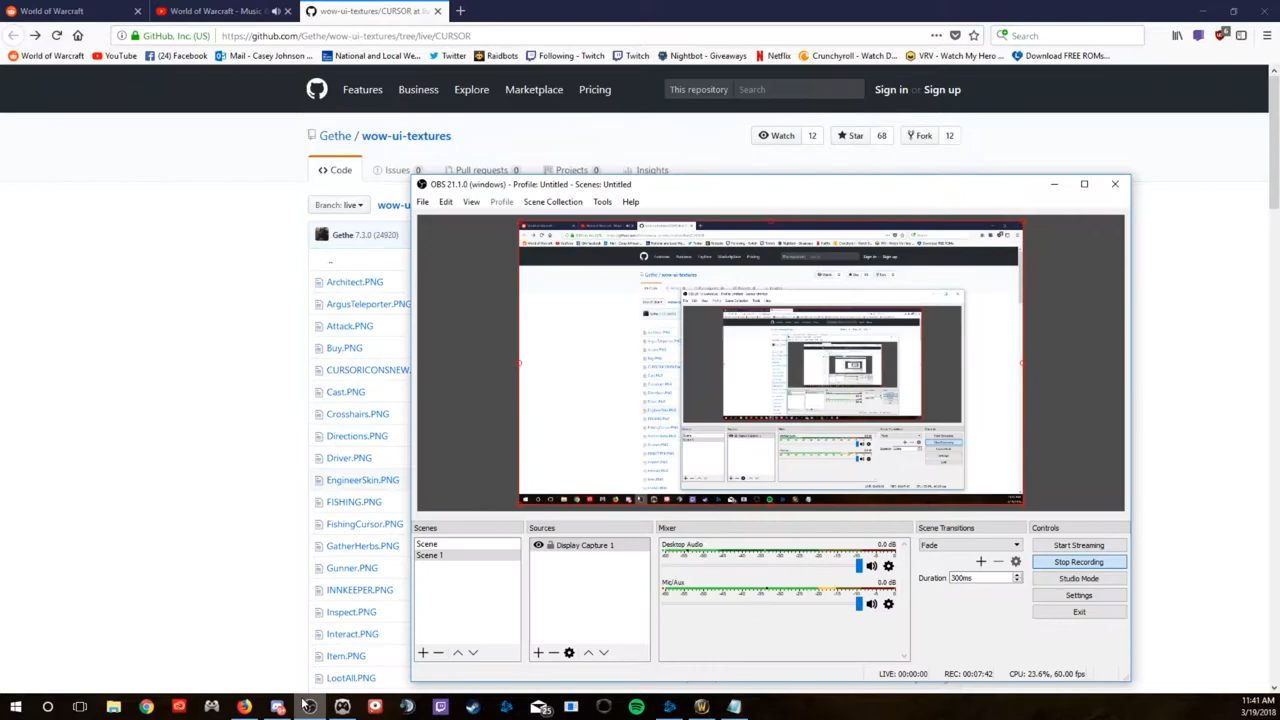 World of Warcraft
World of Warcraft - Music
wow-ui-textures/CURSOR at
GitHub, Inc. (US)
https://github.com/Gethe/wow-ui-textures/tree/live/CURSOR
Search
World of Warcraft
YouTube
(24) Facebook
Mail - Casey Johnson ...
National and Local We...
Twitter
Raidbots
Following - Twitch
Twitch
Nightbot - Giveaways
Netflix
Crunchyroll - Watch D...
VRV - Watch My Hero ...
Download FREE ROMs...
Features
Business
Explore
Marketplace
Pricing
This repository
Search
Sign in or Sign up
Gethe / wow-ui-textures
Watch 12
Star 68
Fork 12
Code
Issues 0
Pull requests 0
Projects 0
Insights
Branch: live
wow-u
Gethe 7.3.0 (24920)
..
Architect.PNG
ArgusTeleporter.PNG
Attack.PNG
Buy.PNG
CURSORICONSNEW.
Cast.PNG
Crosshairs.PNG
Directions.PNG
Driver.PNG
EngineerSkin.PNG
FISHING.PNG
FishingCursor.PNG
GatherHerbs.PNG
Gunner.PNG
INNKEEPER.PNG
Inspect.PNG
Interact.PNG
Item.PNG
LootAll.PNG
OBS 21.1.0 (windows) - Profile: Untitled - Scenes: Untitled
File
Edit
View
Profile
Scene Collection
Tools
Help
Scenes
Scene
Scene 1
Sources
Display Capture 1
Mixer
Desktop Audio
0.0 dB
Mic/Aux
0.0 dB
Scene Transitions
Fade
Duration 300ms
Controls
Start Streaming
Stop Recording
Studio Mode
Settings
Exit
LIVE: 00:00:00
REC: 00:07:42
CPU: 23.6%, 60.00 fps
25
11:41 AM
3/19/2018